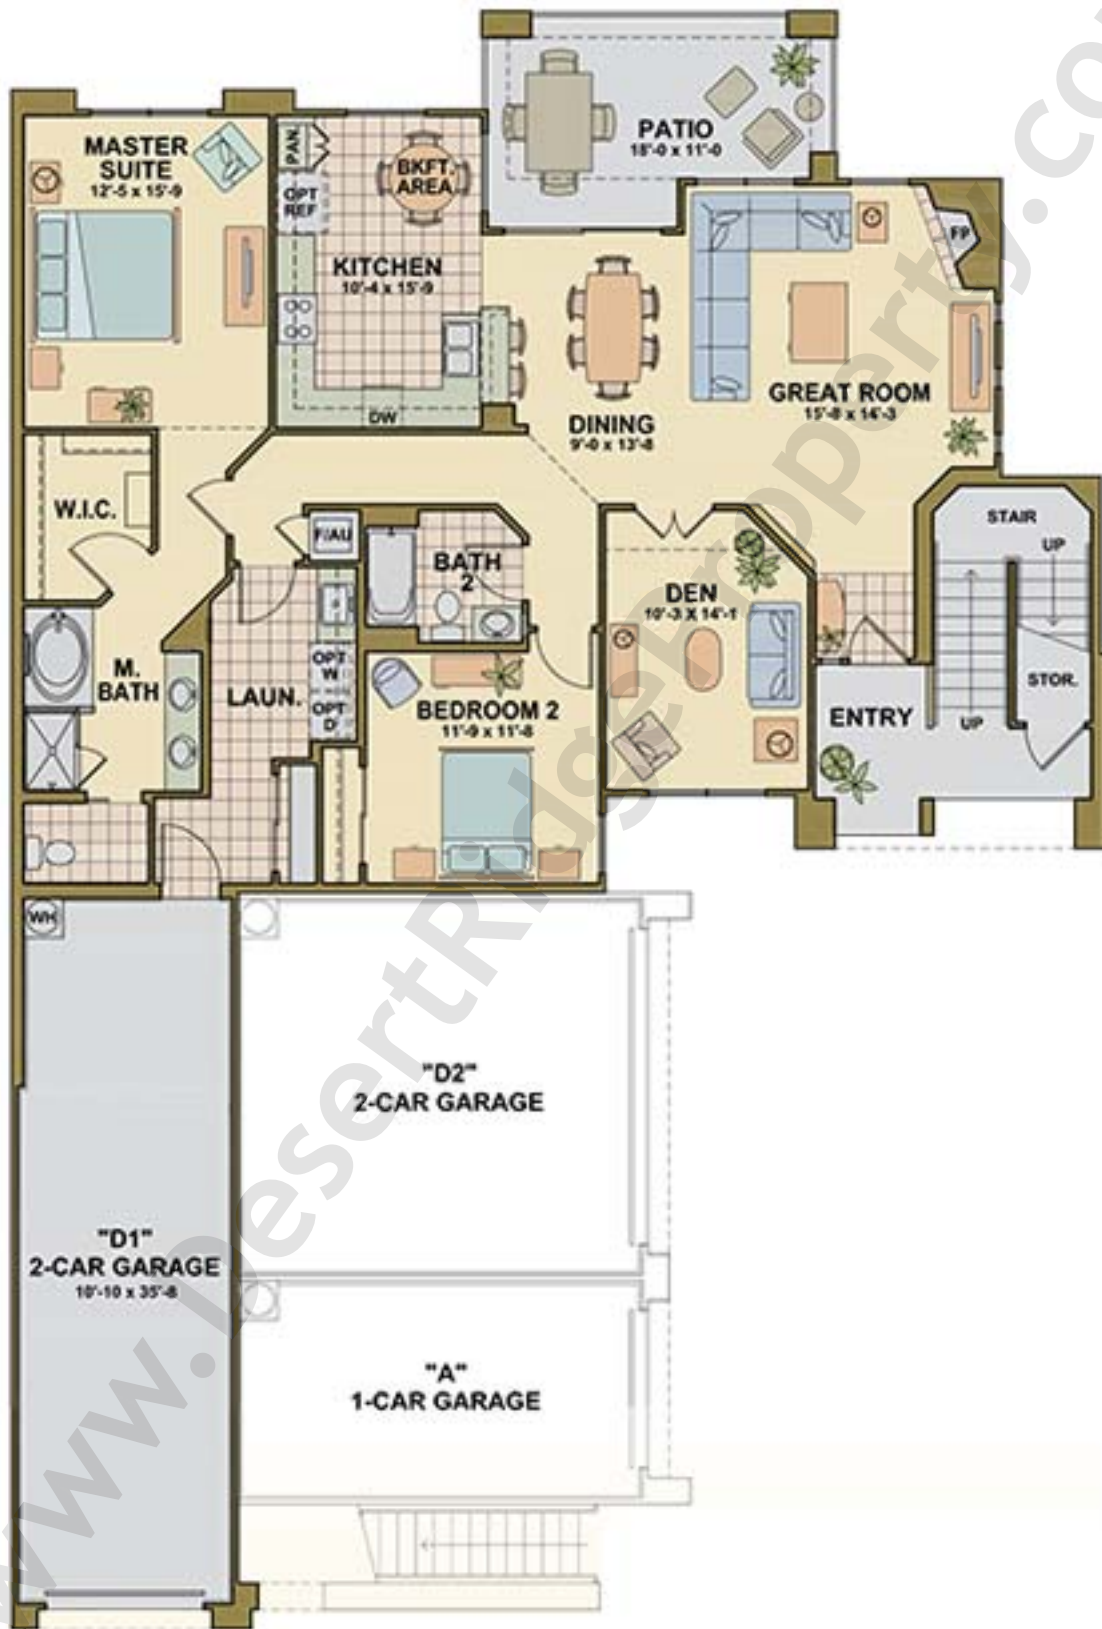 PATIO
18'-0 x 11'-0
MASTER
SUITE
12'-5 x 15'-9
PAN.
BKFT.
AREA
OPT
REF
KITCHEN
10'-4 x 15'-9
FP
GREAT ROOM
15'-8 x 14'-3
DW
DINING
9'-0 x 13'-8
W.I.C.
STAIR
UP
F/AU
BATH
2
DEN
10'-3 X 14'-1
M.
BATH
LAUN.
OPT
W
OPT
D
BEDROOM 2
11'-9 x 11'-8
STOR.
ENTRY
UP
WH
"D2"
2-CAR GARAGE
"D1"
2-CAR GARAGE
10'-10 x 35'-8
"A"
1-CAR GARAGE
www.DesertRidgeProperty.co